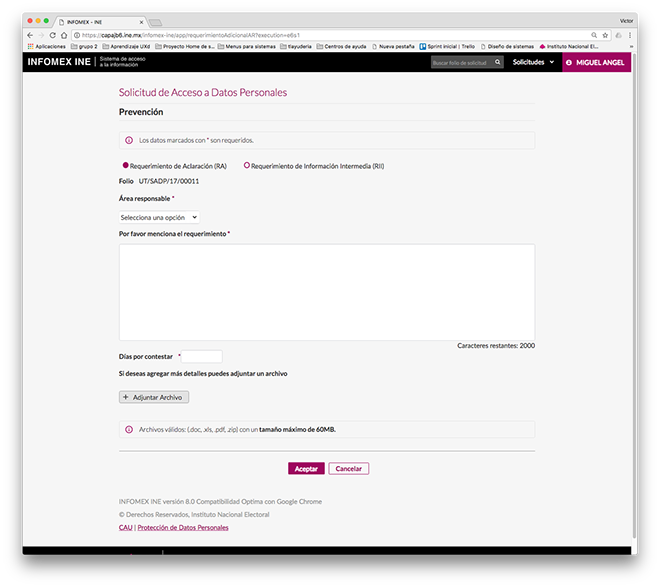 INFOMEX - INE
Victor
https://capajb6.ine.mx/infomex-ine/app/requerimientoAdicionalAR?execution=e6s1
Aplicaciones grupo 2 Aprendizaje UXd Proyecto Home de s... Menus para sistemas tlayuderia Centros de ayuda Nueva pestaña Sprint inicial | Trello Diseño de sistemas Instituto Nacional El...
INFOMEX INE
Sistema de acceso
a la información
Buscar folio de solicitud
Solicitudes
MIGUEL ANGEL
Solicitud de Acceso a Datos Personales
Prevención
Los datos marcados con * son requeridos.
Requerimiento de Aclaración (RA) Requerimiento de Información Intermedia (RII)
Folio UT/SADP/17/00011
Área responsable *
Selecciona una opción
Por favor menciona el requerimiento *
Caracteres restantes: 2000
Días por contestar *
Si deseas agregar más detalles puedes adjuntar un archivo
+ Adjuntar Archivo
Archivos válidos: (.doc, .xls, .pdf, .zip) con un tamaño máximo de 60MB.
Aceptar Cancelar
INFOMEX INE versión 8.0 Compatibilidad Optima con Google Chrome
© Derechos Reservados, Instituto Nacional Electoral
CAU | Protección de Datos Personales